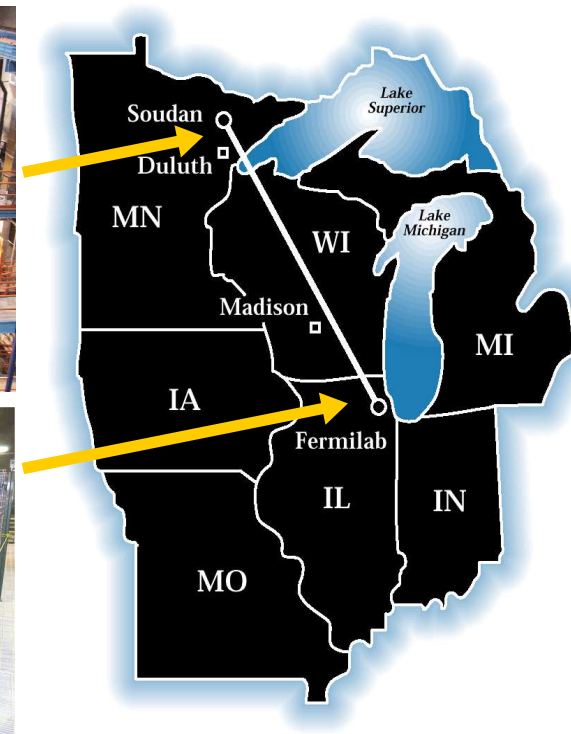 Lake
Superior
Soudan
Duluth
MN
Lake
Michigan
WI
Madison
MI
IA
Fermilab
IL
IN
MO